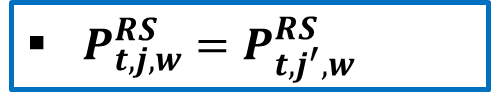 ▪ $P^{RS}_{t,j,w} = P^{RS}_{t,j',w}$